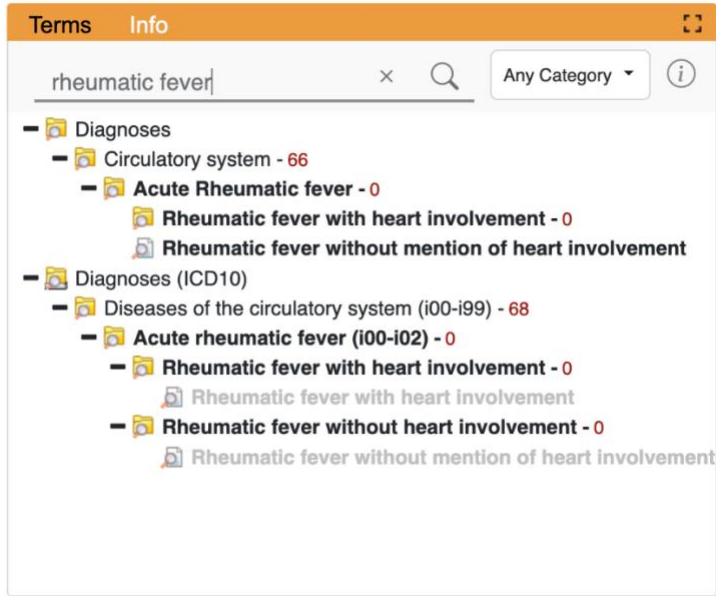 Terms Info
rheumatic fever
Any Category
Diagnoses
Circulatory system - 66
Acute Rheumatic fever - 0
Rheumatic fever with heart involvement - 0
Rheumatic fever without mention of heart involvement
Diagnoses (ICD10)
Diseases of the circulatory system (i00-i99) - 68
Acute rheumatic fever (i00-i02) - 0
Rheumatic fever with heart involvement - 0
Rheumatic fever with heart involvement
Rheumatic fever without heart involvement - 0
Rheumatic fever without mention of heart involvement